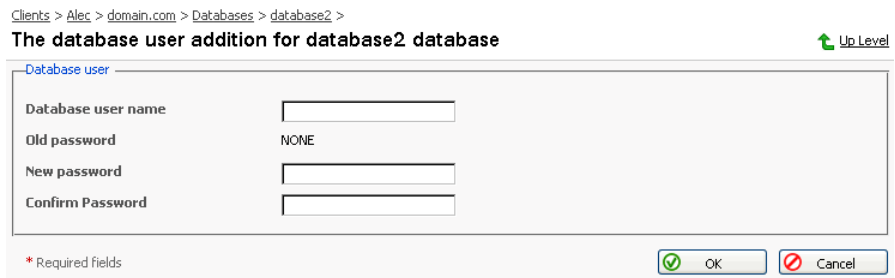 Clients > Alec > domain.com > Databases > database2 >
The database user addition for database2 database
Up Level
Database user
Database user name
Old password NONE
New password
Confirm Password
* Required fields
OK Cancel